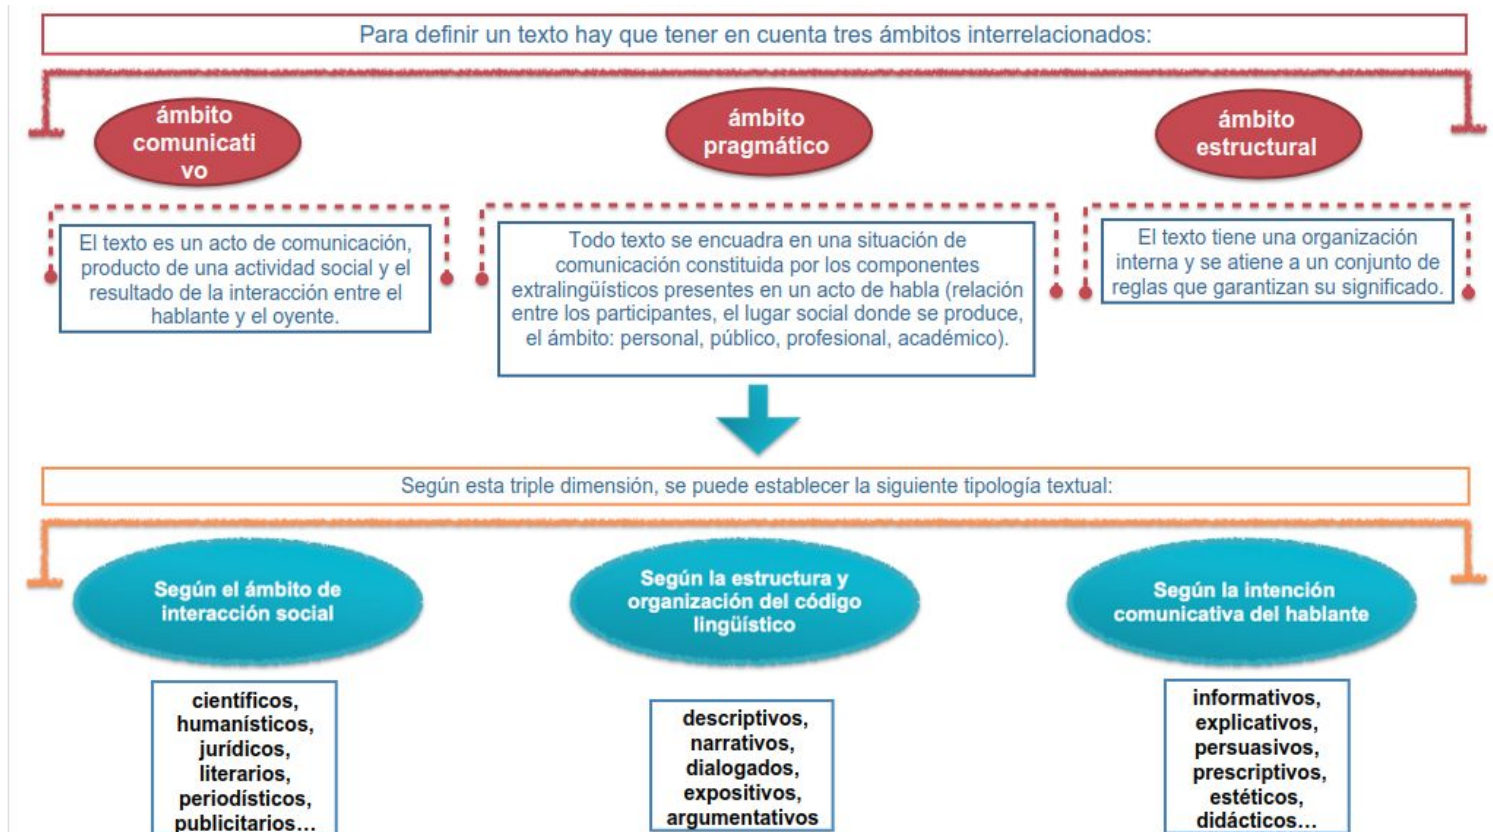 Para definir un texto hay que tener en cuenta tres ámbitos interrelacionados:
ámbito
comunicati
vo
ámbito
pragmático
ámbito
estructural
El texto es un acto de comunicación,
producto de una actividad social y el
resultado de la interacción entre el
hablante y el oyente.
Todo texto se encuadra en una situación de
comunicación constituida por los componentes
extralingüísticos presentes en un acto de habla (relación
entre los participantes, el lugar social donde se produce,
el ámbito: personal, público, profesional, académico).
El texto tiene una organización
interna y se atiene a un conjunto de
reglas que garantizan su significado.
Según esta triple dimensión, se puede establecer la siguiente tipología textual:
Según el ámbito de
interacción social
Según la estructura y
organización del código
lingüístico
Según la intención
comunicativa del hablante
científicos,
humanísticos,
jurídicos,
literarios,
periodísticos,
publicitarios...
descriptivos,
narrativos,
dialogados,
expositivos,
argumentativos
informativos,
explicativos,
persuasivos,
prescriptivos,
estéticos,
didácticos...